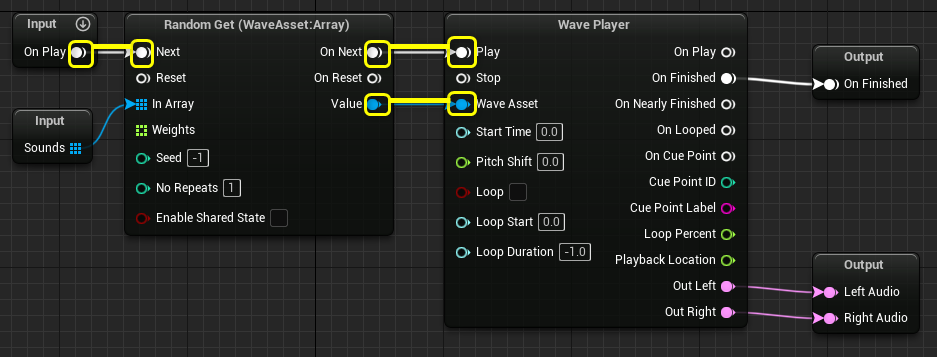 Input
On Play
Random Get (WaveAsset:Array)
Next
On Next
Reset
On Reset
In Array
Value
Weights
Seed -1
No Repeats 1
Enable Shared State
Input
Sounds
Wave Player
Play
On Play
Stop
On Finished
Wave Asset
On Nearly Finished
Start Time 0.0
On Looped
Pitch Shift 0.0
On Cue Point
Loop
Cue Point ID
Loop Start 0.0
Cue Point Label
Loop Duration -1.0
Loop Percent
Playback Location
Out Left
Out Right
Output
On Finished
Output
Left Audio
Right Audio